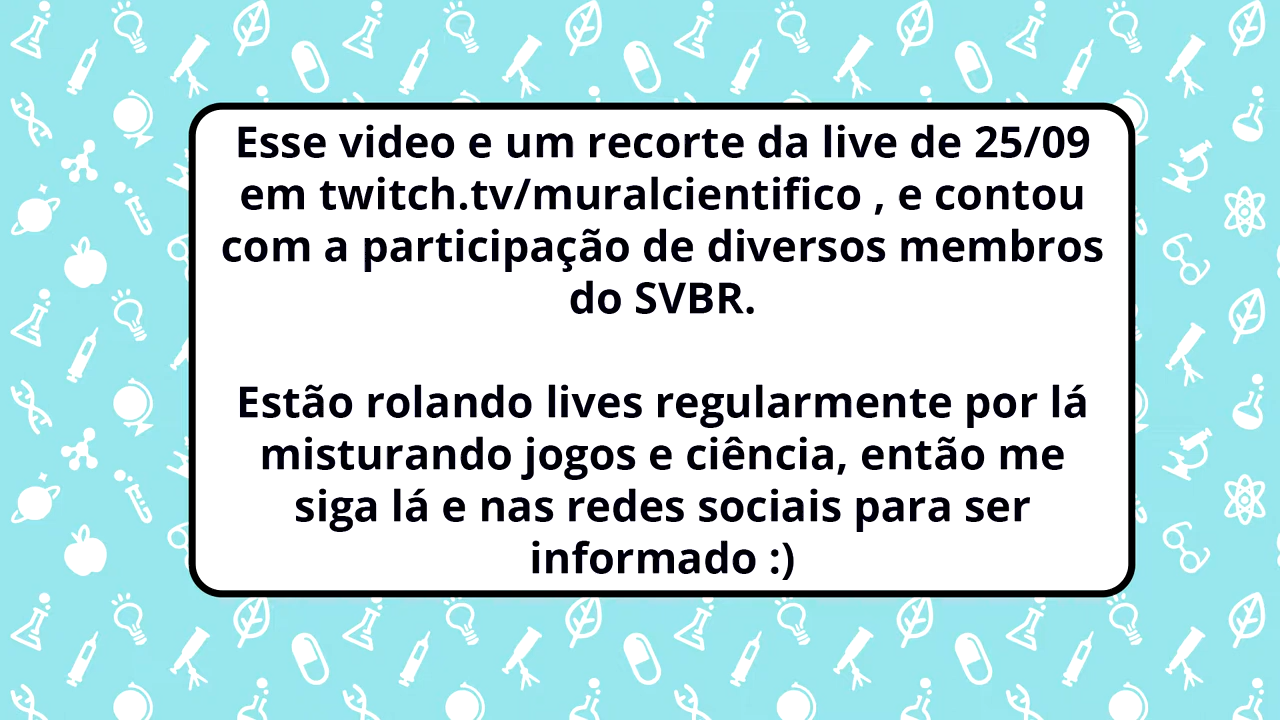 Esse video e um recorte da live de 25/09
em twitch.tv/muralcientifico , e contou
com a participação de diversos membros
do SVBR.
Estão rolando lives regularmente por lá
misturando jogos e ciência, então me
siga lá e nas redes sociais para ser
informado :)